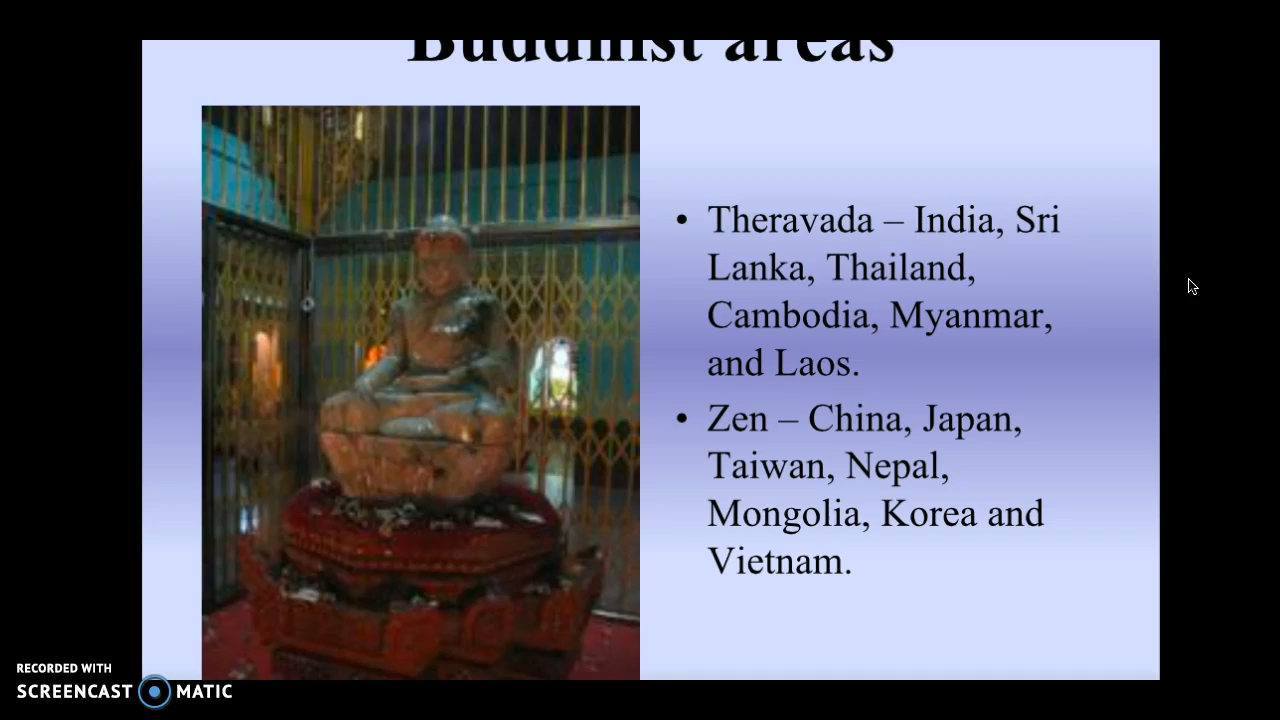 Buddhist areas
• Theravada – India, Sri
Lanka, Thailand,
Cambodia, Myanmar,
and Laos.
• Zen – China, Japan,
Taiwan, Nepal,
Mongolia, Korea and
Vietnam.
RECORDED WITH
SCREENCAST MATIC